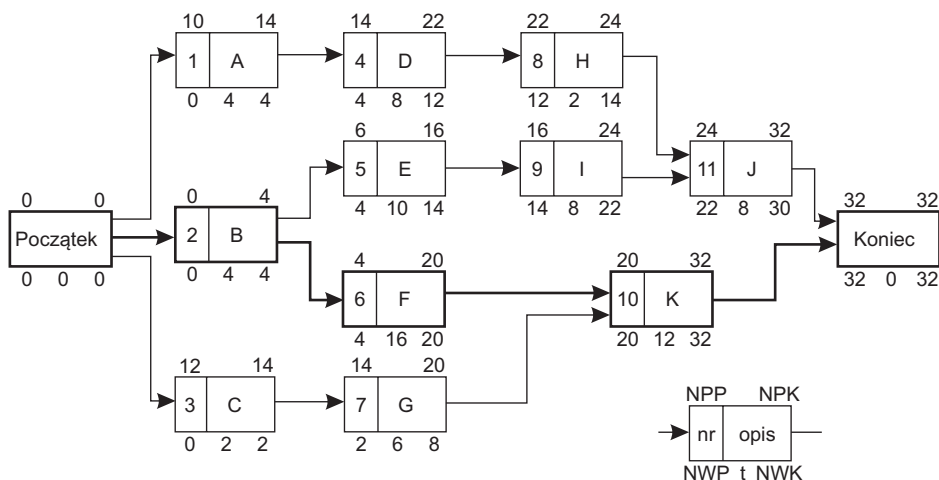 10 14 14 22 22 24
1 A 4 D 8 H
0 4 4 4 8 12 12 2 14
6 16 16 24 24 32
5 E 9 I 11 J
4 10 14 14 8 22 22 8 30
0 0 0 4 32 32
Początek 2 B Koniec
0 0 0 0 4 4 32 0 32
4 20 20 32
6 F 10 K
4 16 20 20 12 32
12 14 14 20
3 C 7 G
0 2 2 2 6 8
NPP NPK
nr opis
NWP t NWK